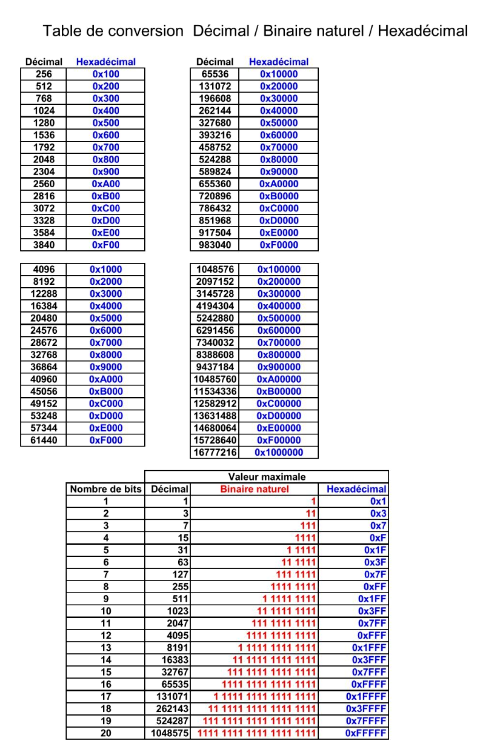 Table de conversion Décimal / Binaire naturel / Hexadécimal
Décimal Hexadécimal Décimal Hexadécimal
256 0x100 65536 0x10000
512 0x200 131072 0x20000
768 0x300 196608 0x30000
1024 0x400 262144 0x40000
1280 0x500 327680 0x50000
1536 0x600 393216 0x60000
1792 0x700 458752 0x70000
2048 0x800 524288 0x80000
2304 0x900 589824 0x90000
2560 0xA00 655360 0xA0000
2816 0xB00 720896 0xB0000
3072 0xC00 786432 0xC0000
3328 0xD00 851968 0xD0000
3584 0xE00 917504 0xE0000
3840 0xF00 983040 0xF0000
4096 0x1000 1048576 0x100000
8192 0x2000 2097152 0x200000
12288 0x3000 3145728 0x300000
16384 0x4000 4194304 0x400000
20480 0x5000 5242880 0x500000
24576 0x6000 6291456 0x600000
28672 0x7000 7340032 0x700000
32768 0x8000 8388608 0x800000
36864 0x9000 9437184 0x900000
40960 0xA000 10485760 0xA00000
45056 0xB000 11534336 0xB00000
49152 0xC000 12582912 0xC00000
53248 0xD000 13631488 0xD00000
57344 0xE000 14680064 0xE00000
61440 0xF000 15728640 0xF00000
16777216 0x1000000
Valeur maximale
Nombre de bits Décimal Binaire naturel Hexadécimal
1 1 1 0x1
2 3 11 0x3
3 7 111 0x7
4 15 1111 0xF
5 31 1 1111 0x1F
6 63 11 1111 0x3F
7 127 111 1111 0x7F
8 255 1111 1111 0xFF
9 511 1 1111 1111 0x1FF
10 1023 11 1111 1111 0x3FF
11 2047 111 1111 1111 0x7FF
12 4095 1111 1111 1111 0xFFF
13 8191 1 1111 1111 1111 0x1FFF
14 16383 11 1111 1111 1111 0x3FFF
15 32767 111 1111 1111 1111 0x7FFF
16 65535 1111 1111 1111 1111 0xFFFF
17 131071 1 1111 1111 1111 1111 0x1FFFF
18 262143 11 1111 1111 1111 1111 0x3FFFF
19 524287 111 1111 1111 1111 1111 0x7FFFF
20 1048575 1111 1111 1111 1111 1111 0xFFFFF